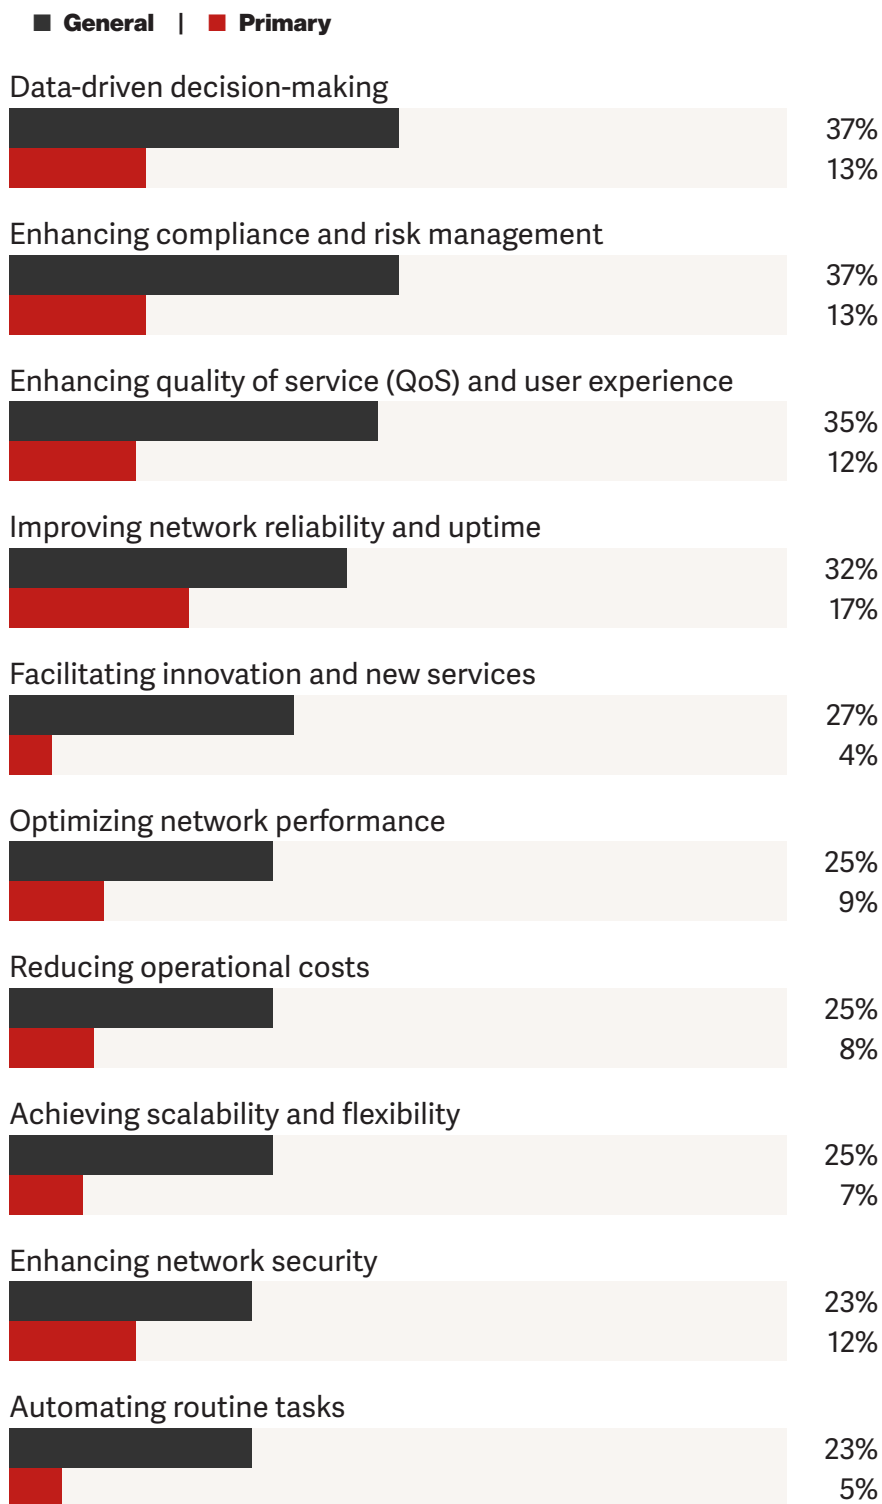 General | Primary
Data-driven decision-making
37%
13%
Enhancing compliance and risk management
37%
13%
Enhancing quality of service (QoS) and user experience
35%
12%
Improving network reliability and uptime
32%
17%
Facilitating innovation and new services
27%
4%
Optimizing network performance
25%
9%
Reducing operational costs
25%
8%
Achieving scalability and flexibility
25%
7%
Enhancing network security
23%
12%
Automating routine tasks
23%
5%